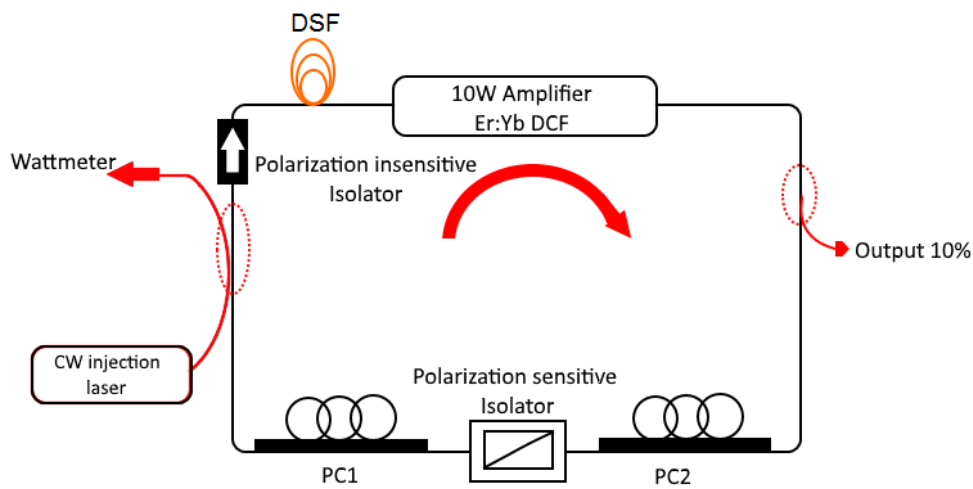 DSF
10W Amplifier
Er:Yb DCF
Wattmeter
Polarization insensitive
Isolator
Output 10%
CW injection
laser
Polarization sensitive
Isolator
PC1
PC2